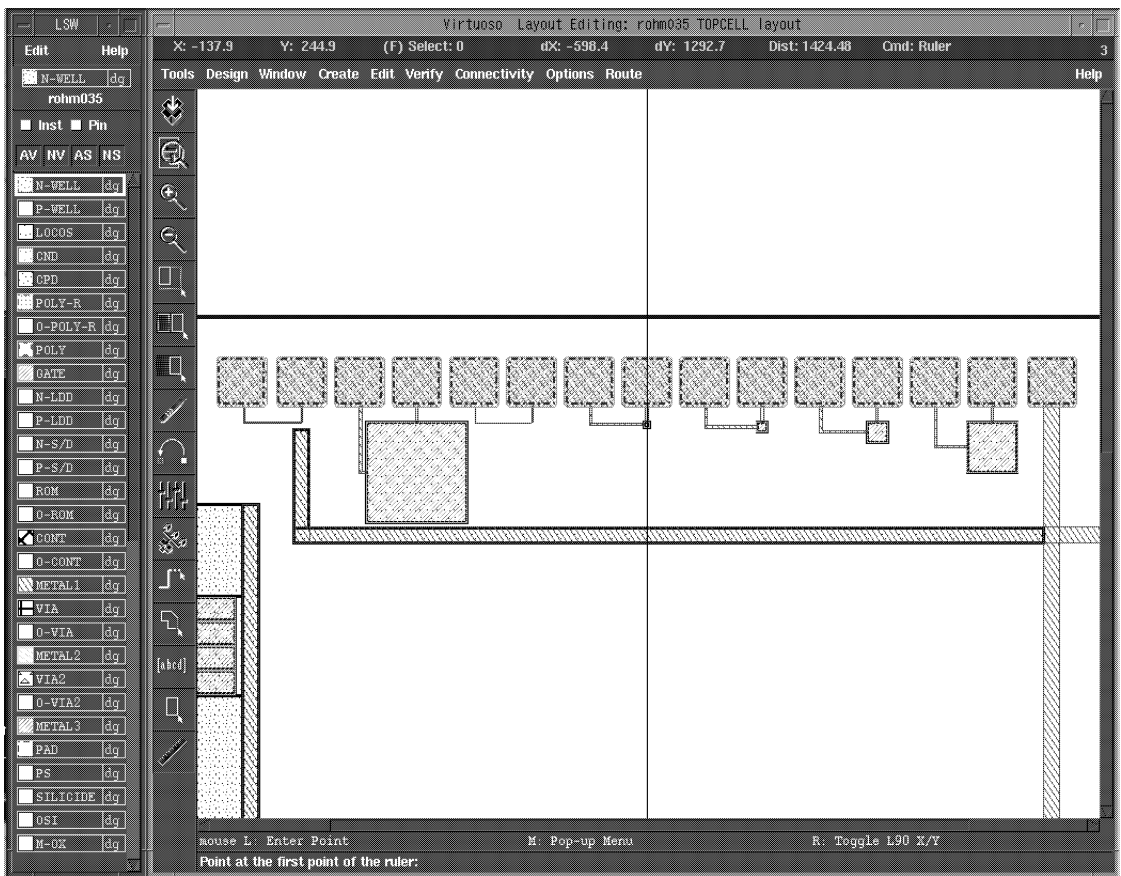 LSW
Virtuoso Layout Editing: rohm035 TOPCELL layout
Edit Help
X: -137.9 Y: 244.9 (F) Select: 0 dX: -598.4 dY: 1292.7 Dist: 1424.48 Cmd: Ruler 3
N-WELL dg
Tools Design Window Create Edit Verify Connectivity Options Route Help
rohm035
Inst Pin
AV NV AS NS
N-WELL dg
P-WELL dg
LOCOS dg
CND dg
CPD dg
POLY-R dg
O-POLY-R dg
POLY dg
GATE dg
N-LDD dg
P-LDD dg
N-S/D dg
P-S/D dg
ROM dg
O-ROM dg
CONT dg
O-CONT dg
METAL1 dg
VIA dg
O-VIA dg
METAL2 dg
VIA2 dg
O-VIA2 dg
METAL3 dg
PAD dg
PS dg
SILICIDE dg
OSI dg
M-OX dg
[abcd]
mouse L: Enter Point M: Pop-up Menu R: Toggle L90 X/Y
Point at the first point of the ruler: